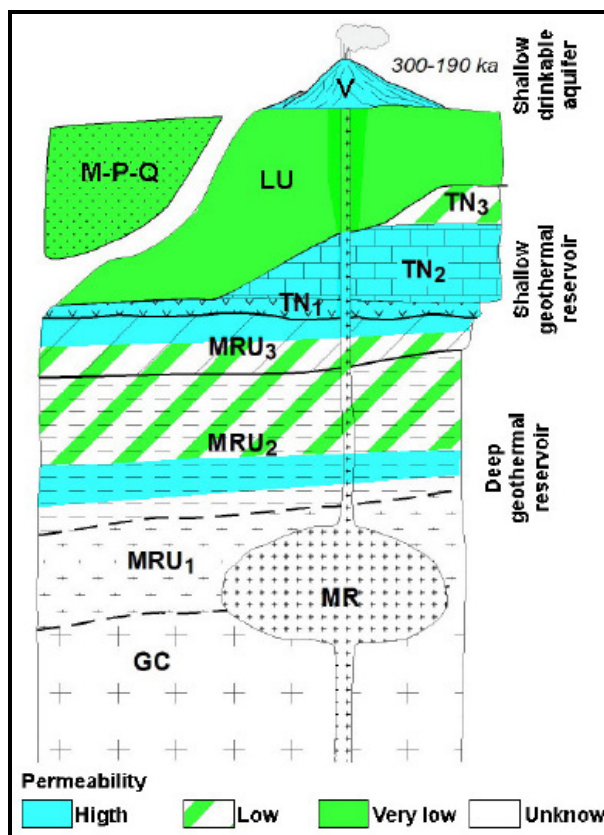 300-190 ka
V
Shallow
drinkable
aquifer
M-P-Q
LU
TN3
TN2
TN1
Shallow
geothermal
reservoir
MRU3
MRU2
Deep
geothermal
reservoir
MRU1
MR
GC
Permeability
Higth
Low
Very low
Unknow